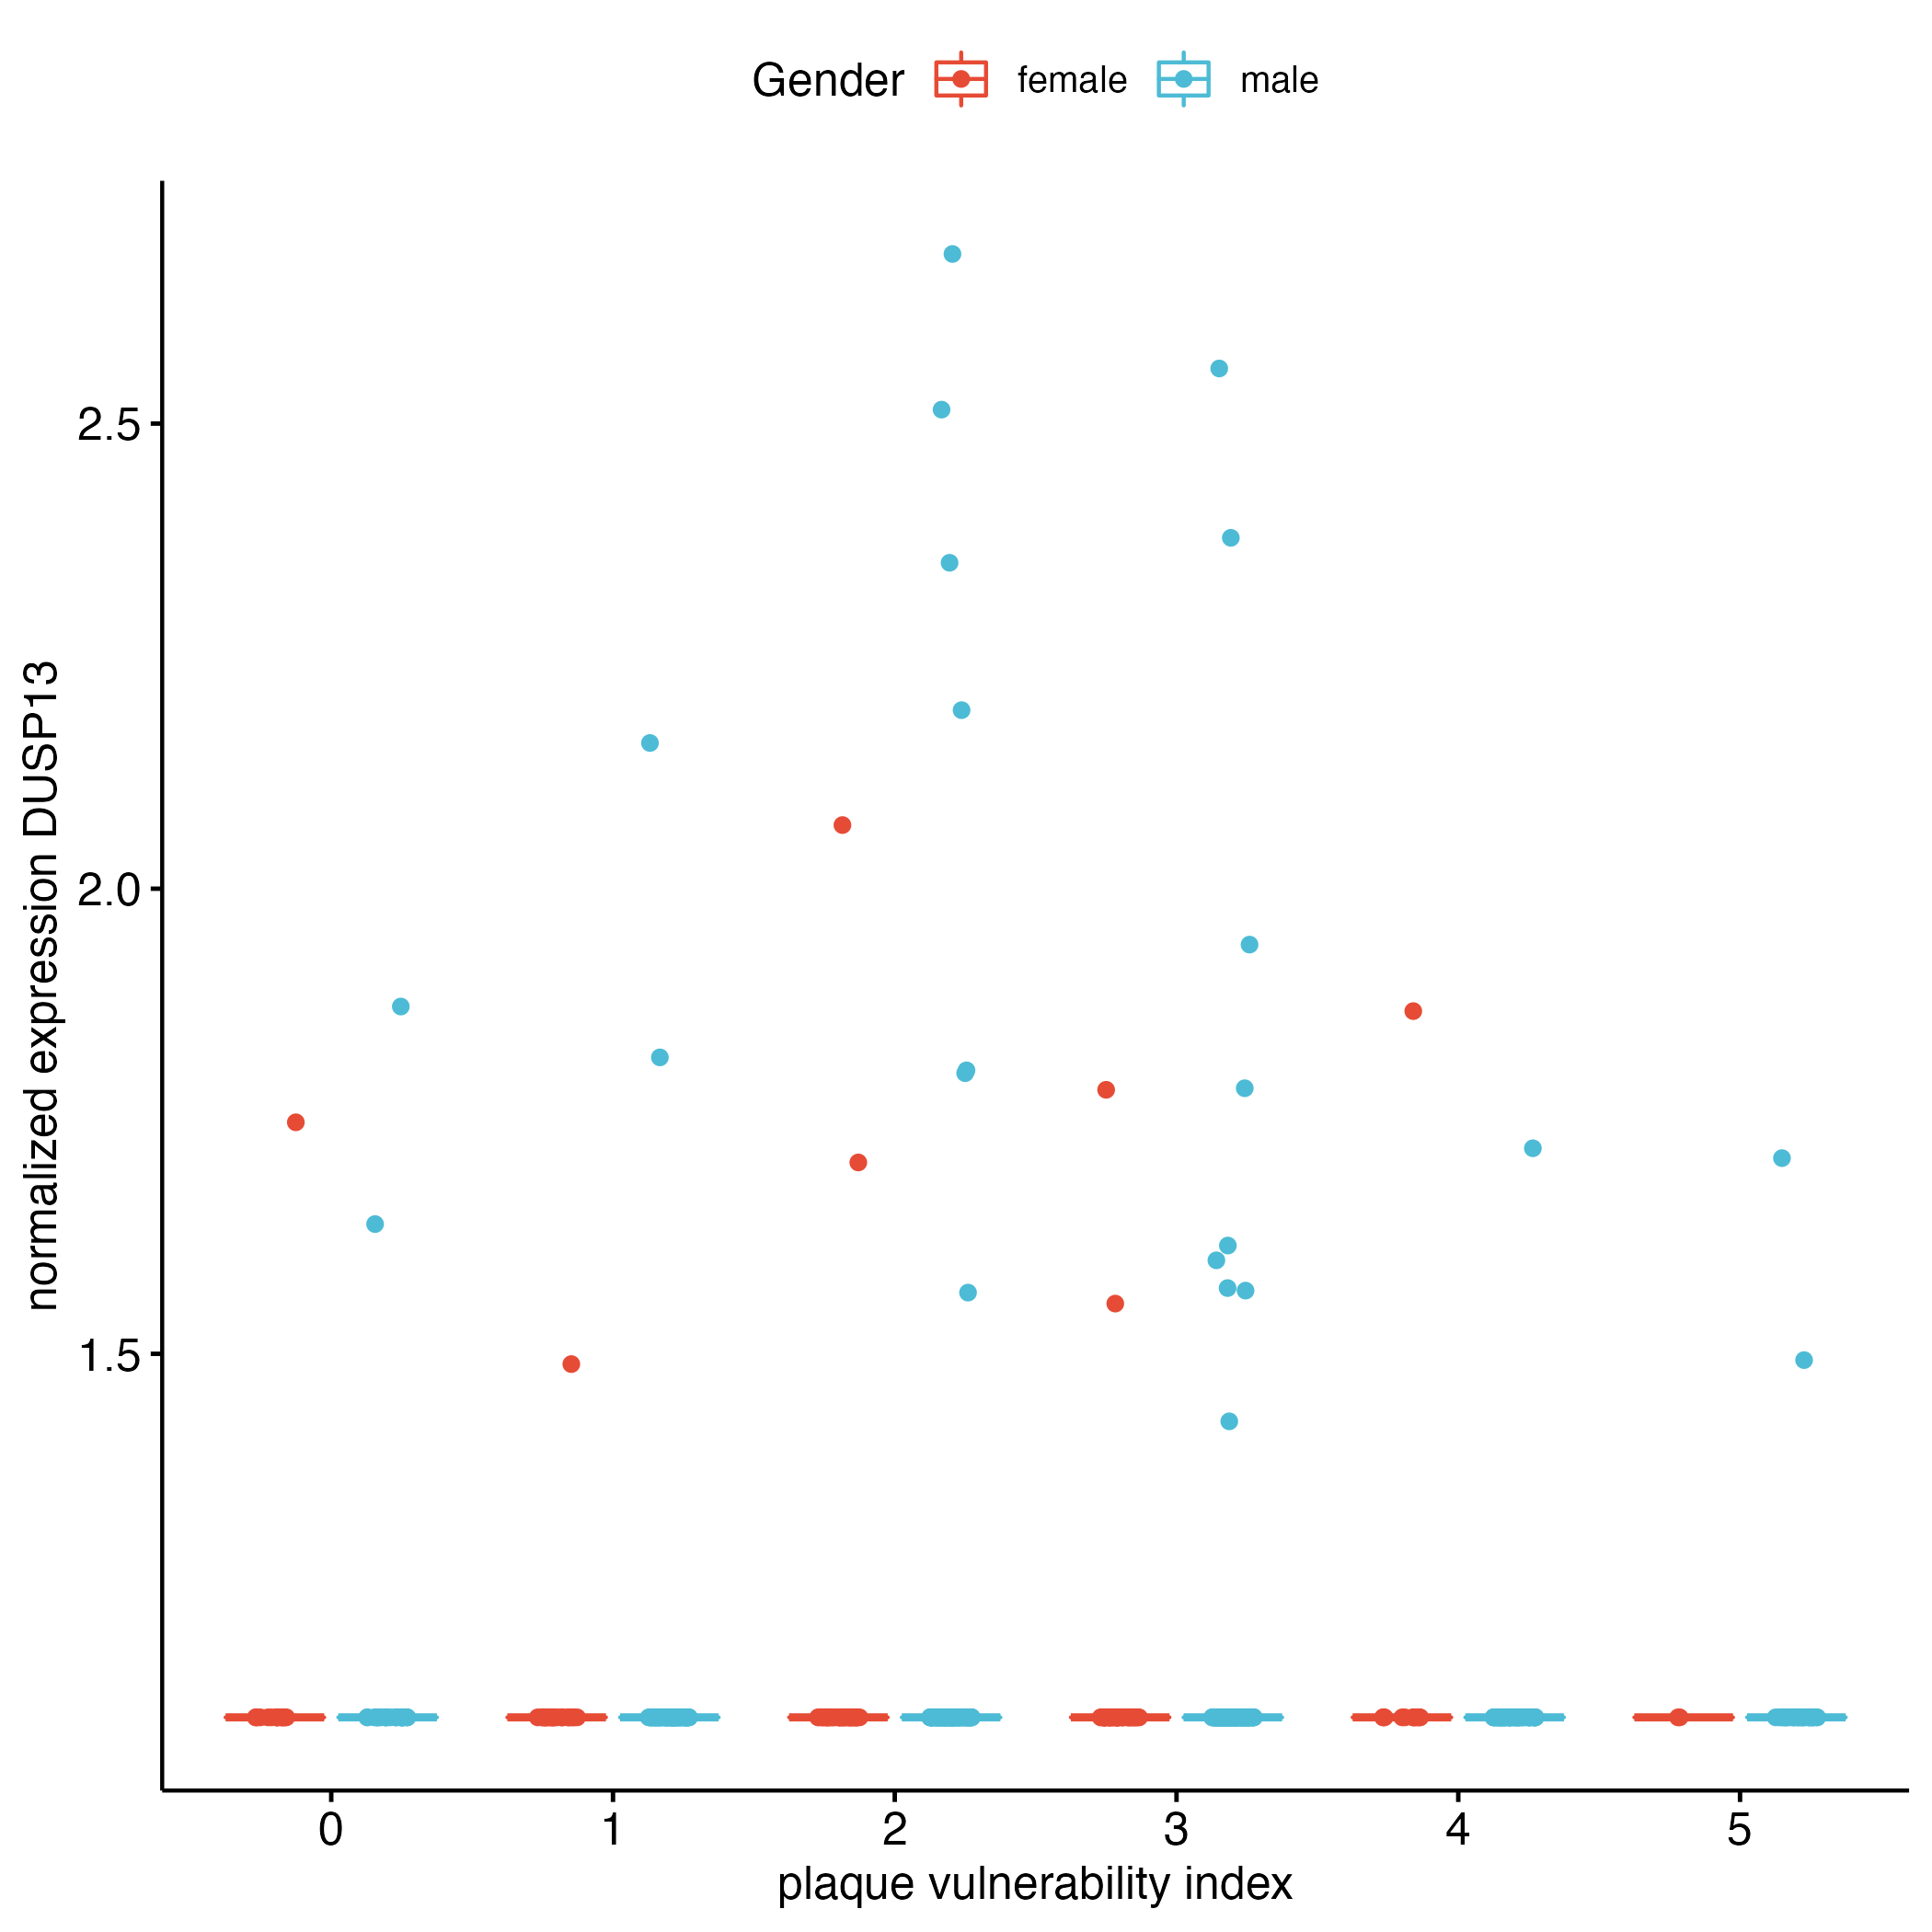 Gender female male
normalized expression DUSP13
2.5
2.0
1.5
0 1 2 3 4 5
plaque vulnerability index